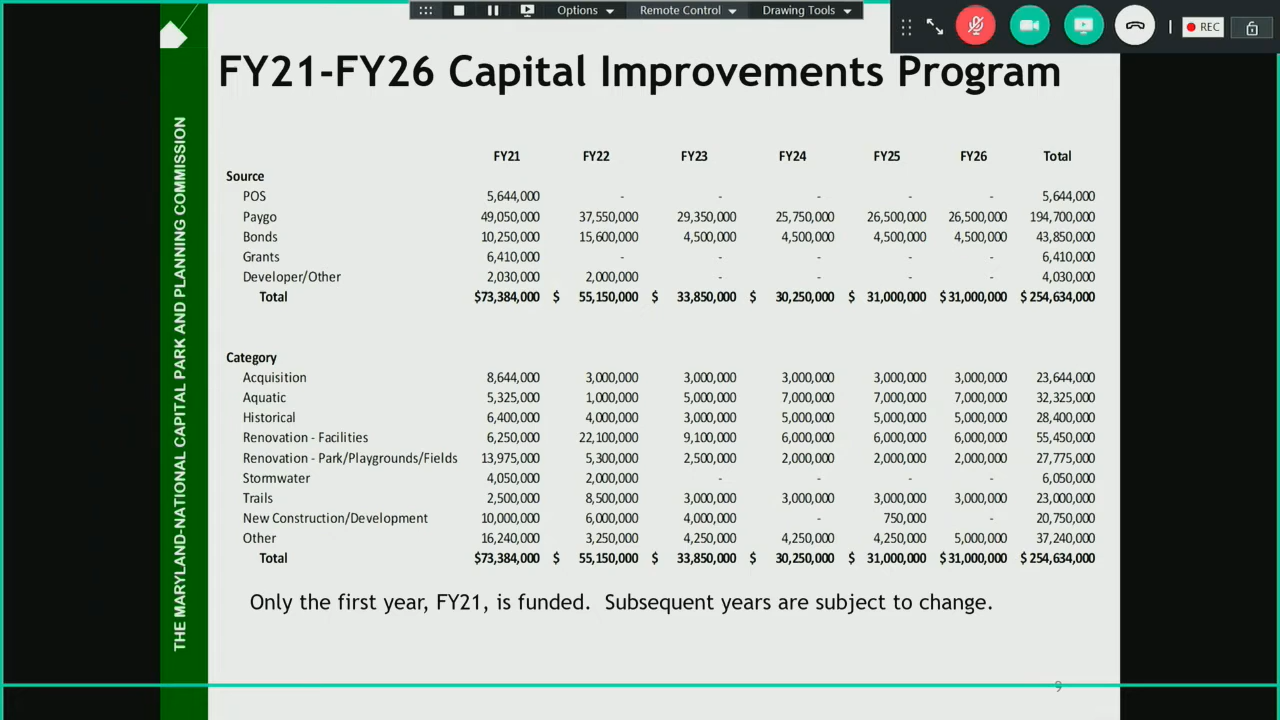 Options Remote Control Drawing Tools
REC
FY21-FY26 Capital Improvements Program
THE MARYLAND-NATIONAL CAPITAL PARK AND PLANNING COMMISSION
FY21 FY22 FY23 FY24 FY25 FY26 Total
Source
POS 5,644,000 - - - - - 5,644,000
Paygo 49,050,000 37,550,000 29,350,000 25,750,000 26,500,000 26,500,000 194,700,000
Bonds 10,250,000 15,600,000 4,500,000 4,500,000 4,500,000 4,500,000 43,850,000
Grants 6,410,000 - - - - - 6,410,000
Developer/Other 2,030,000 2,000,000 - - - - 4,030,000
Total $73,384,000 $ 55,150,000 $ 33,850,000 $ 30,250,000 $ 31,000,000 $ 31,000,000 $ 254,634,000
Category
Acquisition 8,644,000 3,000,000 3,000,000 3,000,000 3,000,000 3,000,000 23,644,000
Aquatic 5,325,000 1,000,000 5,000,000 7,000,000 7,000,000 7,000,000 32,325,000
Historical 6,400,000 4,000,000 3,000,000 5,000,000 5,000,000 5,000,000 28,400,000
Renovation - Facilities 6,250,000 22,100,000 9,100,000 6,000,000 6,000,000 6,000,000 55,450,000
Renovation - Park/Playgrounds/Fields 13,975,000 5,300,000 2,500,000 2,000,000 2,000,000 2,000,000 27,775,000
Stormwater 4,050,000 2,000,000 - - - - 6,050,000
Trails 2,500,000 8,500,000 3,000,000 3,000,000 3,000,000 3,000,000 23,000,000
New Construction/Development 10,000,000 6,000,000 4,000,000 - 750,000 - 20,750,000
Other 16,240,000 3,250,000 4,250,000 4,250,000 4,250,000 5,000,000 37,240,000
Total $73,384,000 $ 55,150,000 $ 33,850,000 $ 30,250,000 $ 31,000,000 $ 31,000,000 $ 254,634,000
Only the first year, FY21, is funded. Subsequent years are subject to change.
9